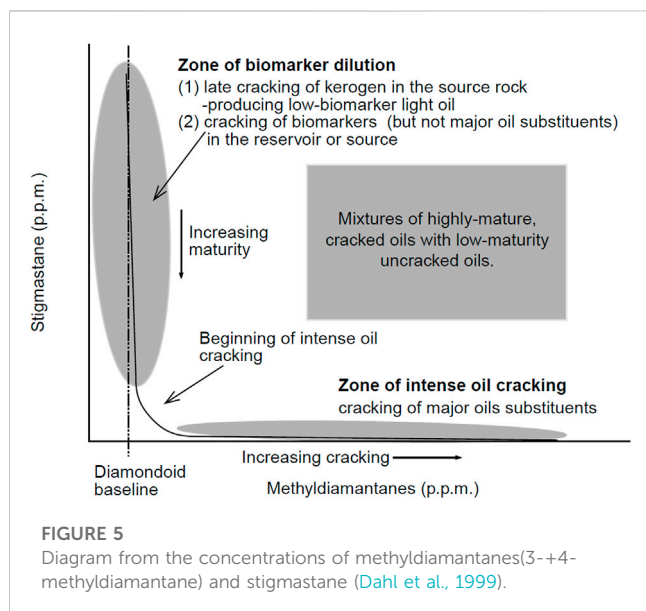 Zone of biomarker dilution
(1) late cracking of kerogen in the source rock
-producing low-biomarker light oil
(2) cracking of biomarkers (but not major oil substituents)
in the reservoir or source
Stigmastane (p.p.m.)
Increasing
maturity
Mixtures of highly-mature,
cracked oils with low-maturity
uncracked oils.
Beginning of intense oil
cracking
Zone of intense oil cracking
cracking of major oils substituents
Increasing cracking
Diamondoid
baseline
Methyldiamantanes (p.p.m.)
FIGURE 5
Diagram from the concentrations of methyldiamantanes(3-+4-
methyldiamantane) and stigmastane (Dahl et al., 1999).